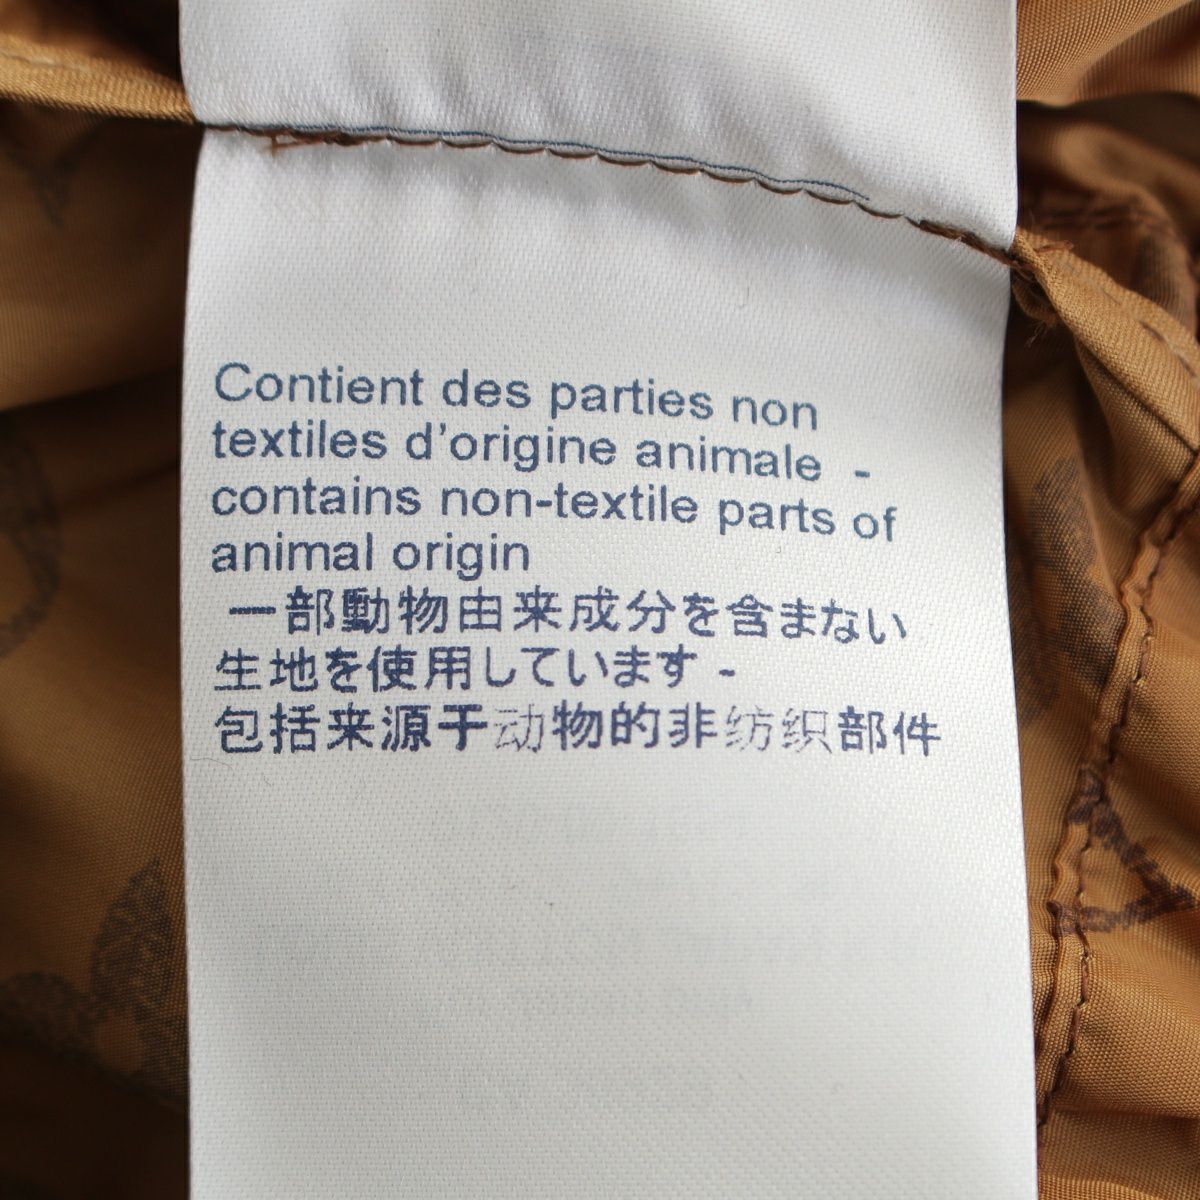 Contient des parties non
textiles d'origine animale -
contains non-textile parts of
animal origin
一部動物由来成分を含まない
生地を使用しています -
包括来源于动物的非纺织部件